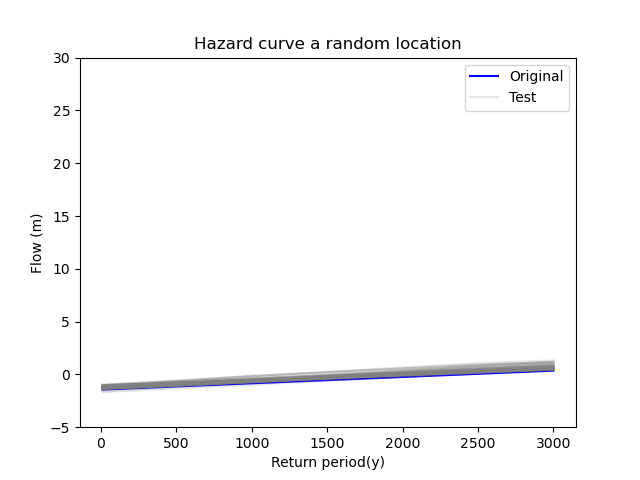 Hazard curve a random location
Original
Test
30
25
20
15
10
5
0
−5
Flow (m)
0 500 1000 1500 2000 2500 3000
Return period(y)